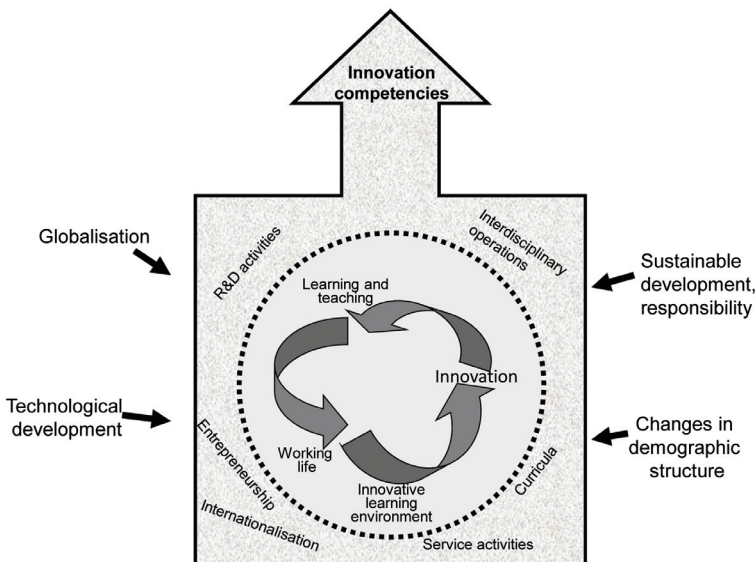 Innovation
competencies
Globalisation
R&D activities
Interdisciplinary
operations
Sustainable
development,
responsibility
Learning and
teaching
Innovation
Technological
development
Changes in
demographic
structure
Entrepreneurship
Working
life
Curricula
Innovative
learning
environment
Internationalisation
Service activities